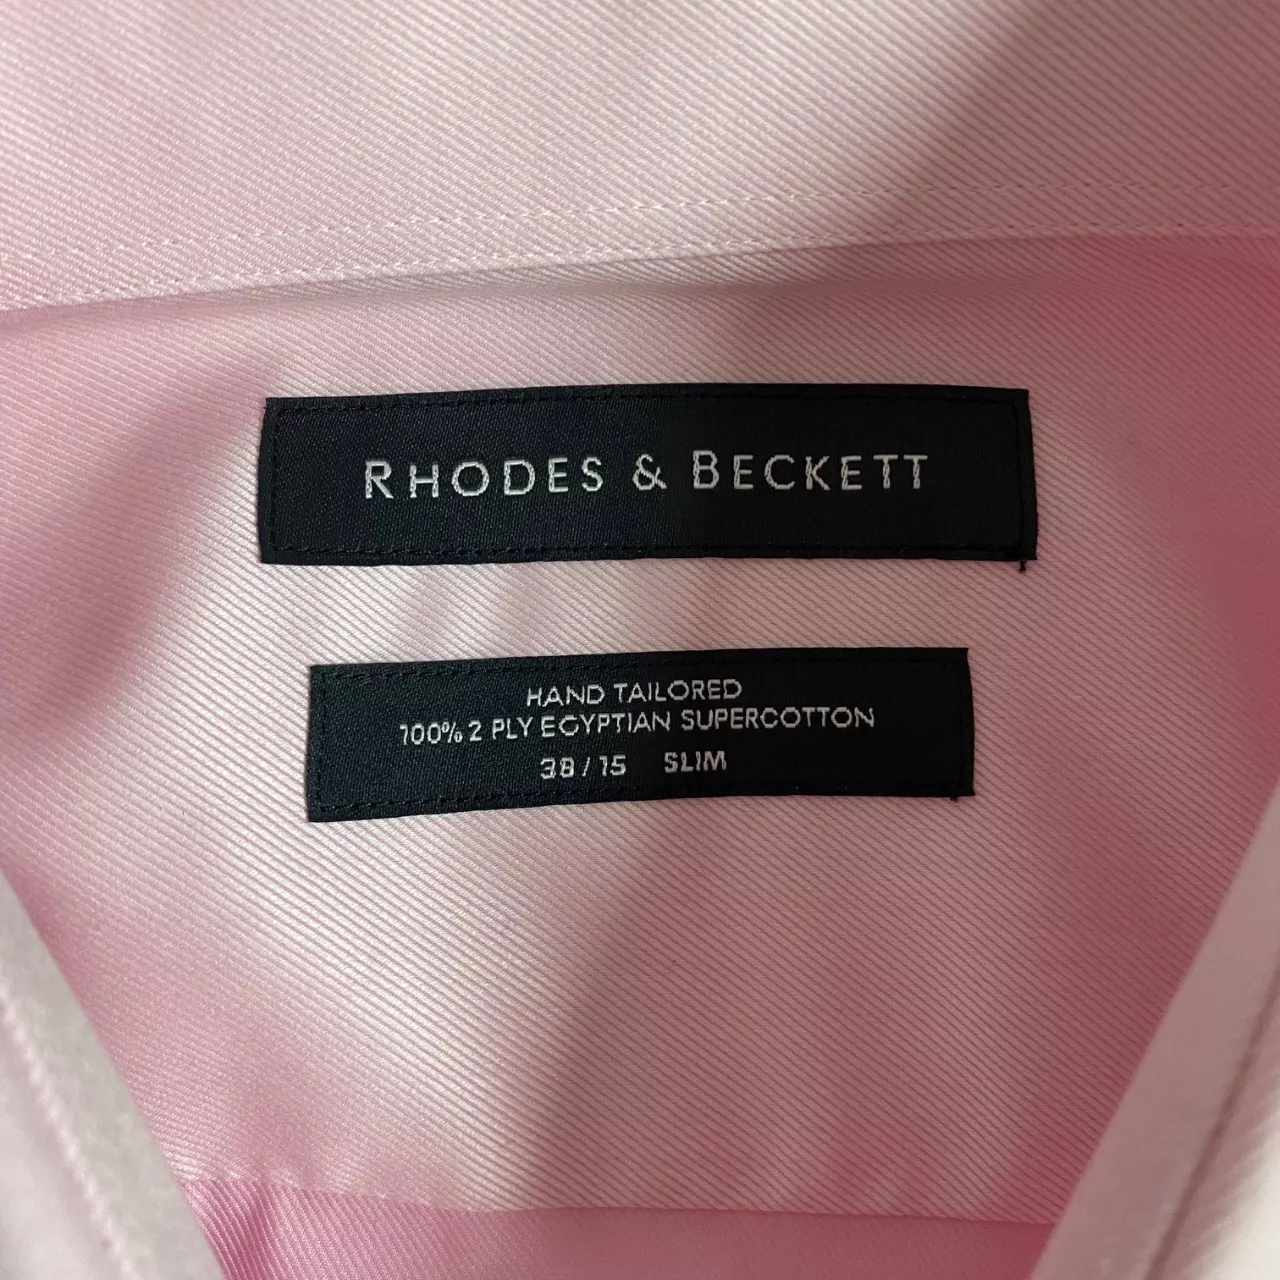 RHODES & BECKETT
HAND TAILORED
100% 2 PLY EGYPTIAN SUPERCOTTON
38 / 15 SLIM